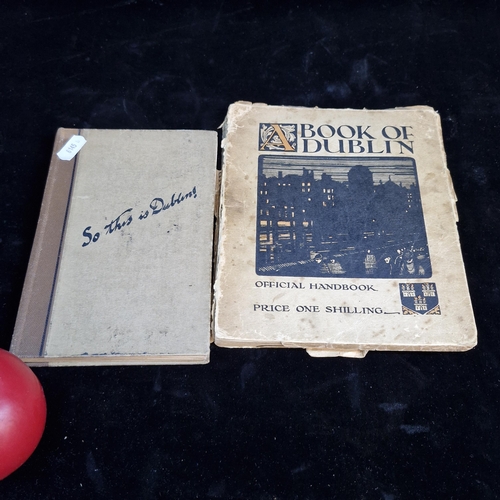 So this is Dublin!
A BOOK OF
DUBLIN
OFFICIAL HANDBOOK
PRICE ONE SHILLING